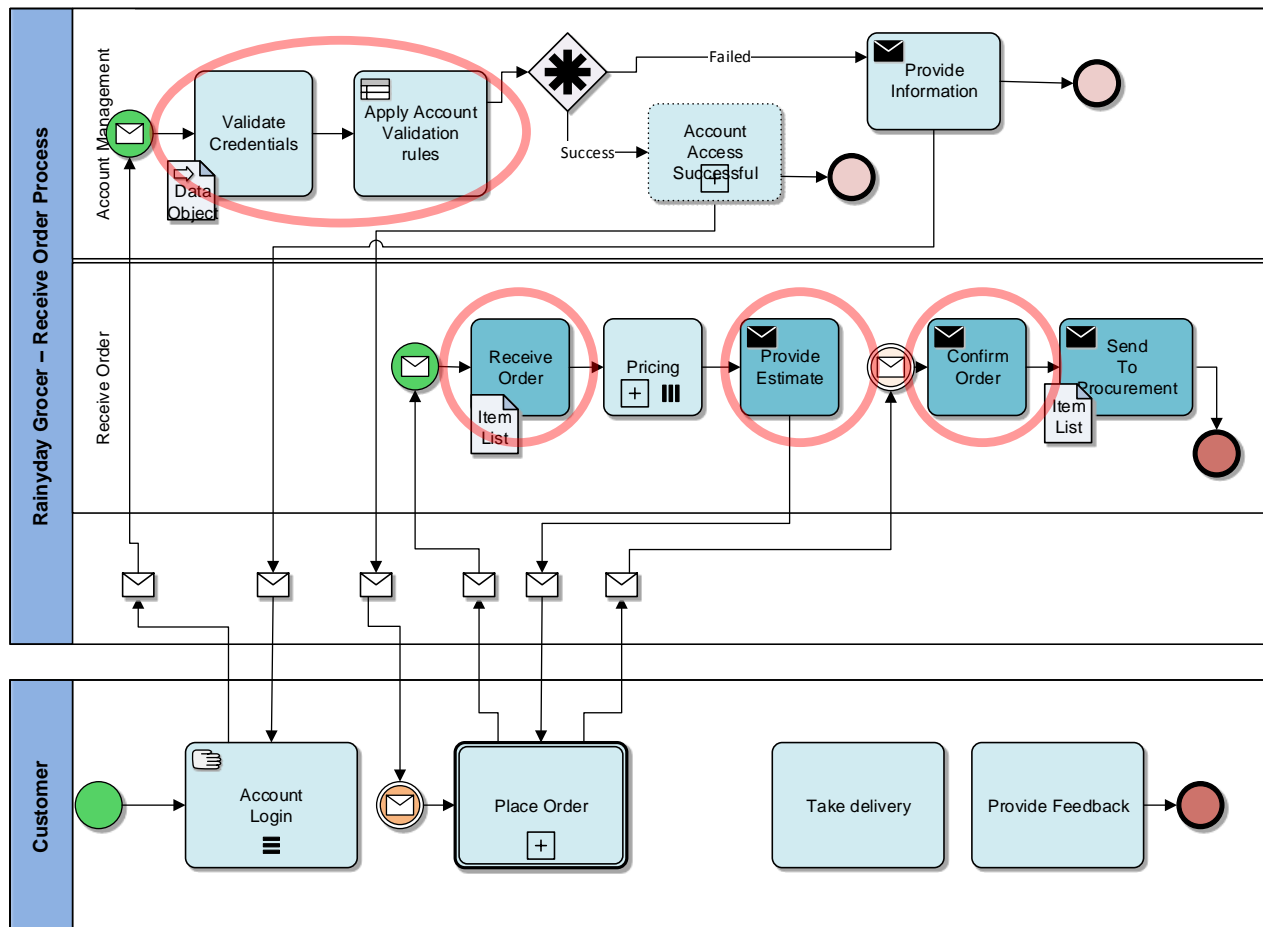 Rainyday Grocer – Receive Order Process
Account Management
Validate
Credentials
Data
Object
Apply Account
Validation
rules
Failed
Success
Account
Access
Successful
Provide
Information
Receive Order
Receive
Order
Item
List
Pricing
Provide
Estimate
Confirm
Order
Send
To
Procurement
Item
List
Customer
Account
Login
Place Order
Take delivery
Provide Feedback